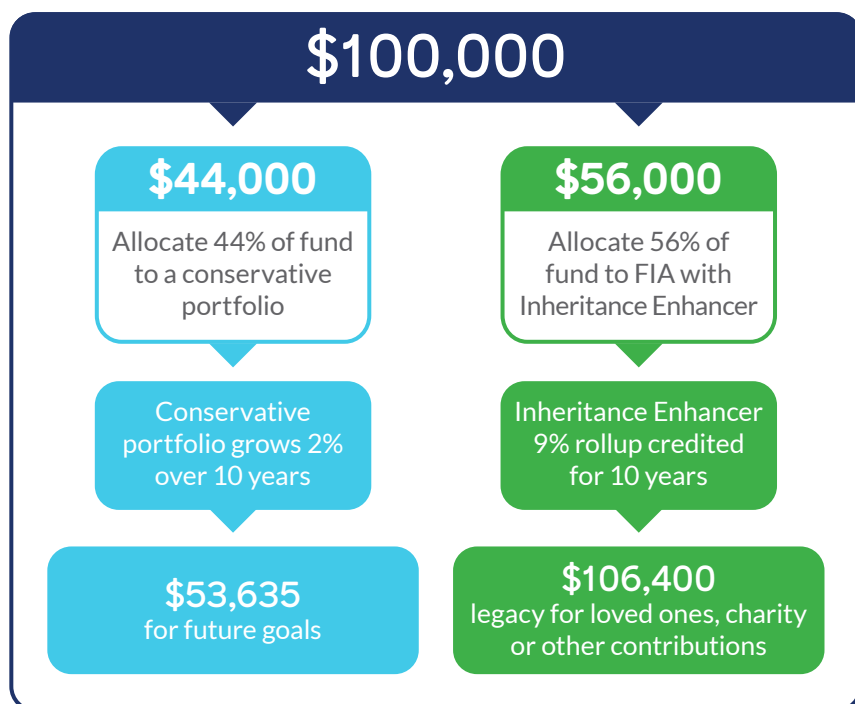 $100,000
$44,000
Allocate 44% of fund
to a conservative
portfolio
Conservative
portfolio grows 2%
over 10 years
$53,635
for future goals
$56,000
Allocate 56% of
fund to FIA with
Inheritance Enhancer
Inheritance Enhancer
9% rollup credited
for 10 years
$106,400
legacy for loved ones, charity
or other contributions